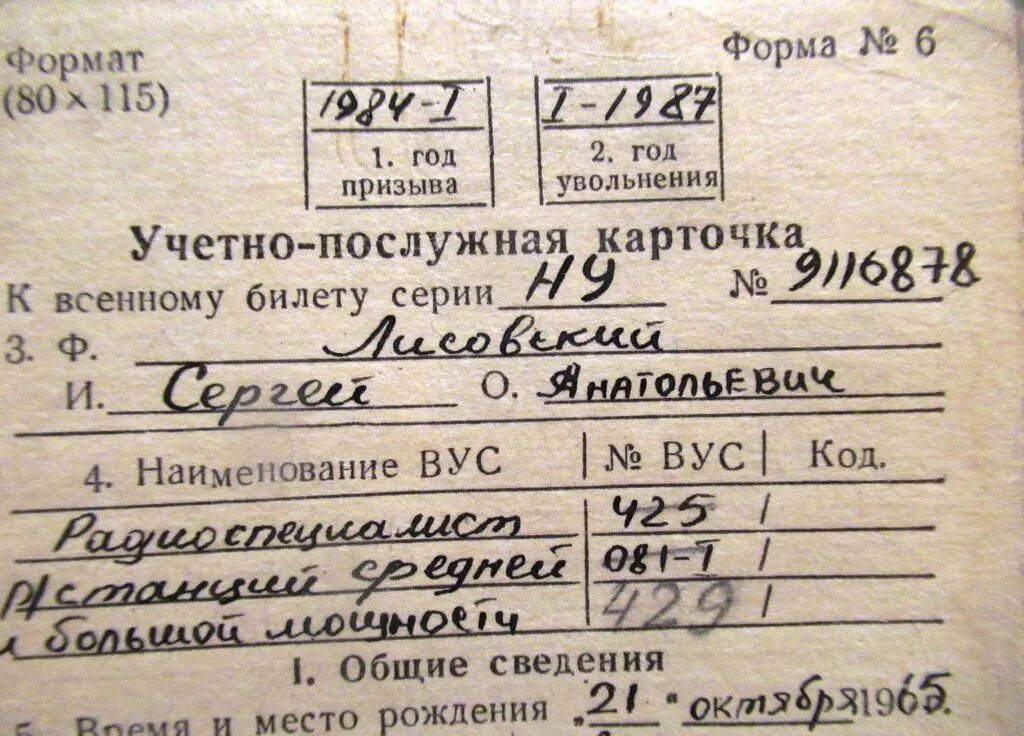 Формат
(80 × 115)
Форма № 6
1984-I
1. год
призыва
I-1987
2. год
увольнения
Учетно-послужная карточка
К всенному билету серии НУ № 9116878
3. Ф. Лисовский
И. Сергей О. Анатольевич
4. Наименование ВУС | № ВУС | Код.
Радиоспециалист 425 /
р/станций средней 081-I /
и большой мощности 429 /
I. Общие сведения
5. Время и место рождения „21" октября 1965.